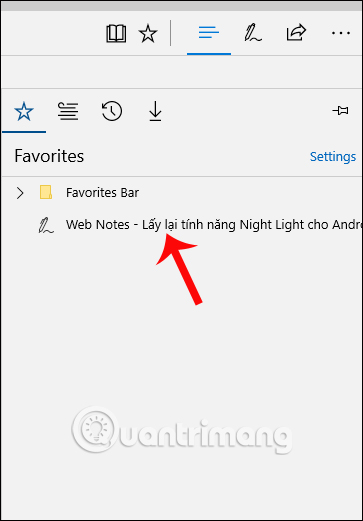 Favorites
Settings
Favorites Bar
Web Notes - Lấy lại tính năng Night Light cho Andro
Quantrimang